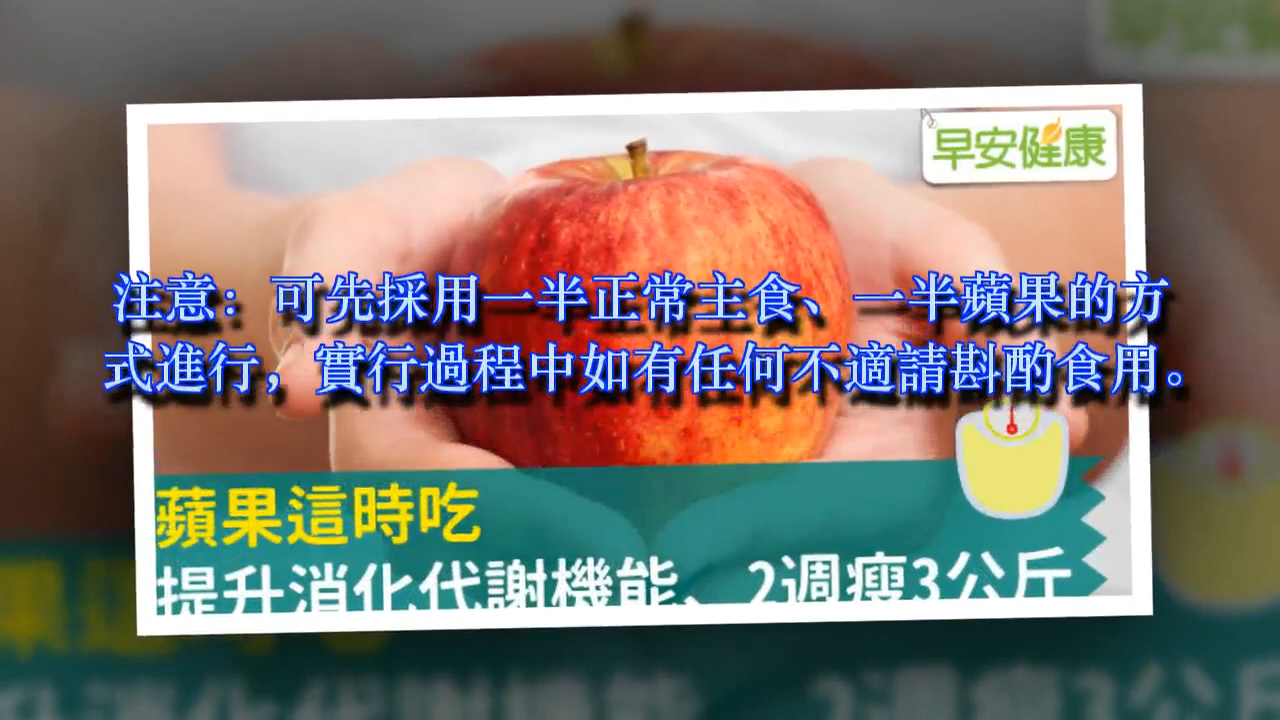 早安健康
注意：可先採用一半正常主食、一半蘋果的方
式進行，實行過程中如有任何不適請斟酌食用。
蘋果這時吃
提升消化代謝機能、2週瘦3公斤